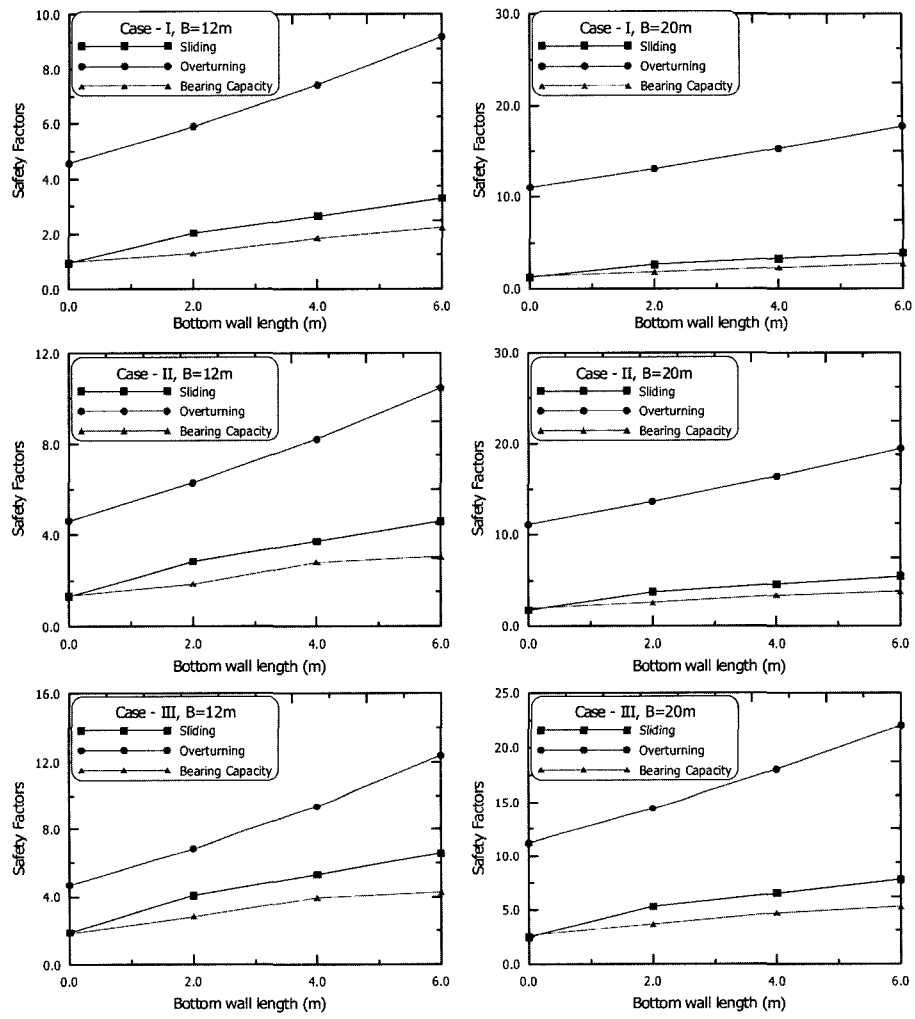 Case - I, B=12m
Sliding
Overturning
Bearing Capacity
Safety Factors
10.0
8.0
6.0
4.0
2.0
0.0
0.0 2.0 4.0 6.0
Bottom wall length (m)
Case - I, B=20m
Sliding
Overturning
Bearing Capacity
Safety Factors
30.0
20.0
10.0
0.0
0.0 2.0 4.0 6.0
Bottom wall length (m)
Case - II, B=12m
Sliding
Overturning
Bearing Capacity
Safety Factors
12.0
8.0
4.0
0.0
0.0 2.0 4.0 6.0
Bottom wall length (m)
Case - II, B=20m
Sliding
Overturning
Bearing Capacity
Safety Factors
30.0
20.0
10.0
0.0
0.0 2.0 4.0 6.0
Bottom wall length (m)
Case - III, B=12m
Sliding
Overturning
Bearing Capacity
Safety Factors
16.0
12.0
8.0
4.0
0.0
0.0 2.0 4.0 6.0
Bottom wall length (m)
Case - III, B=20m
Sliding
Overturning
Bearing Capacity
Safety Factors
25.0
20.0
15.0
10.0
5.0
0.0
0.0 2.0 4.0 6.0
Bottom wall length (m)